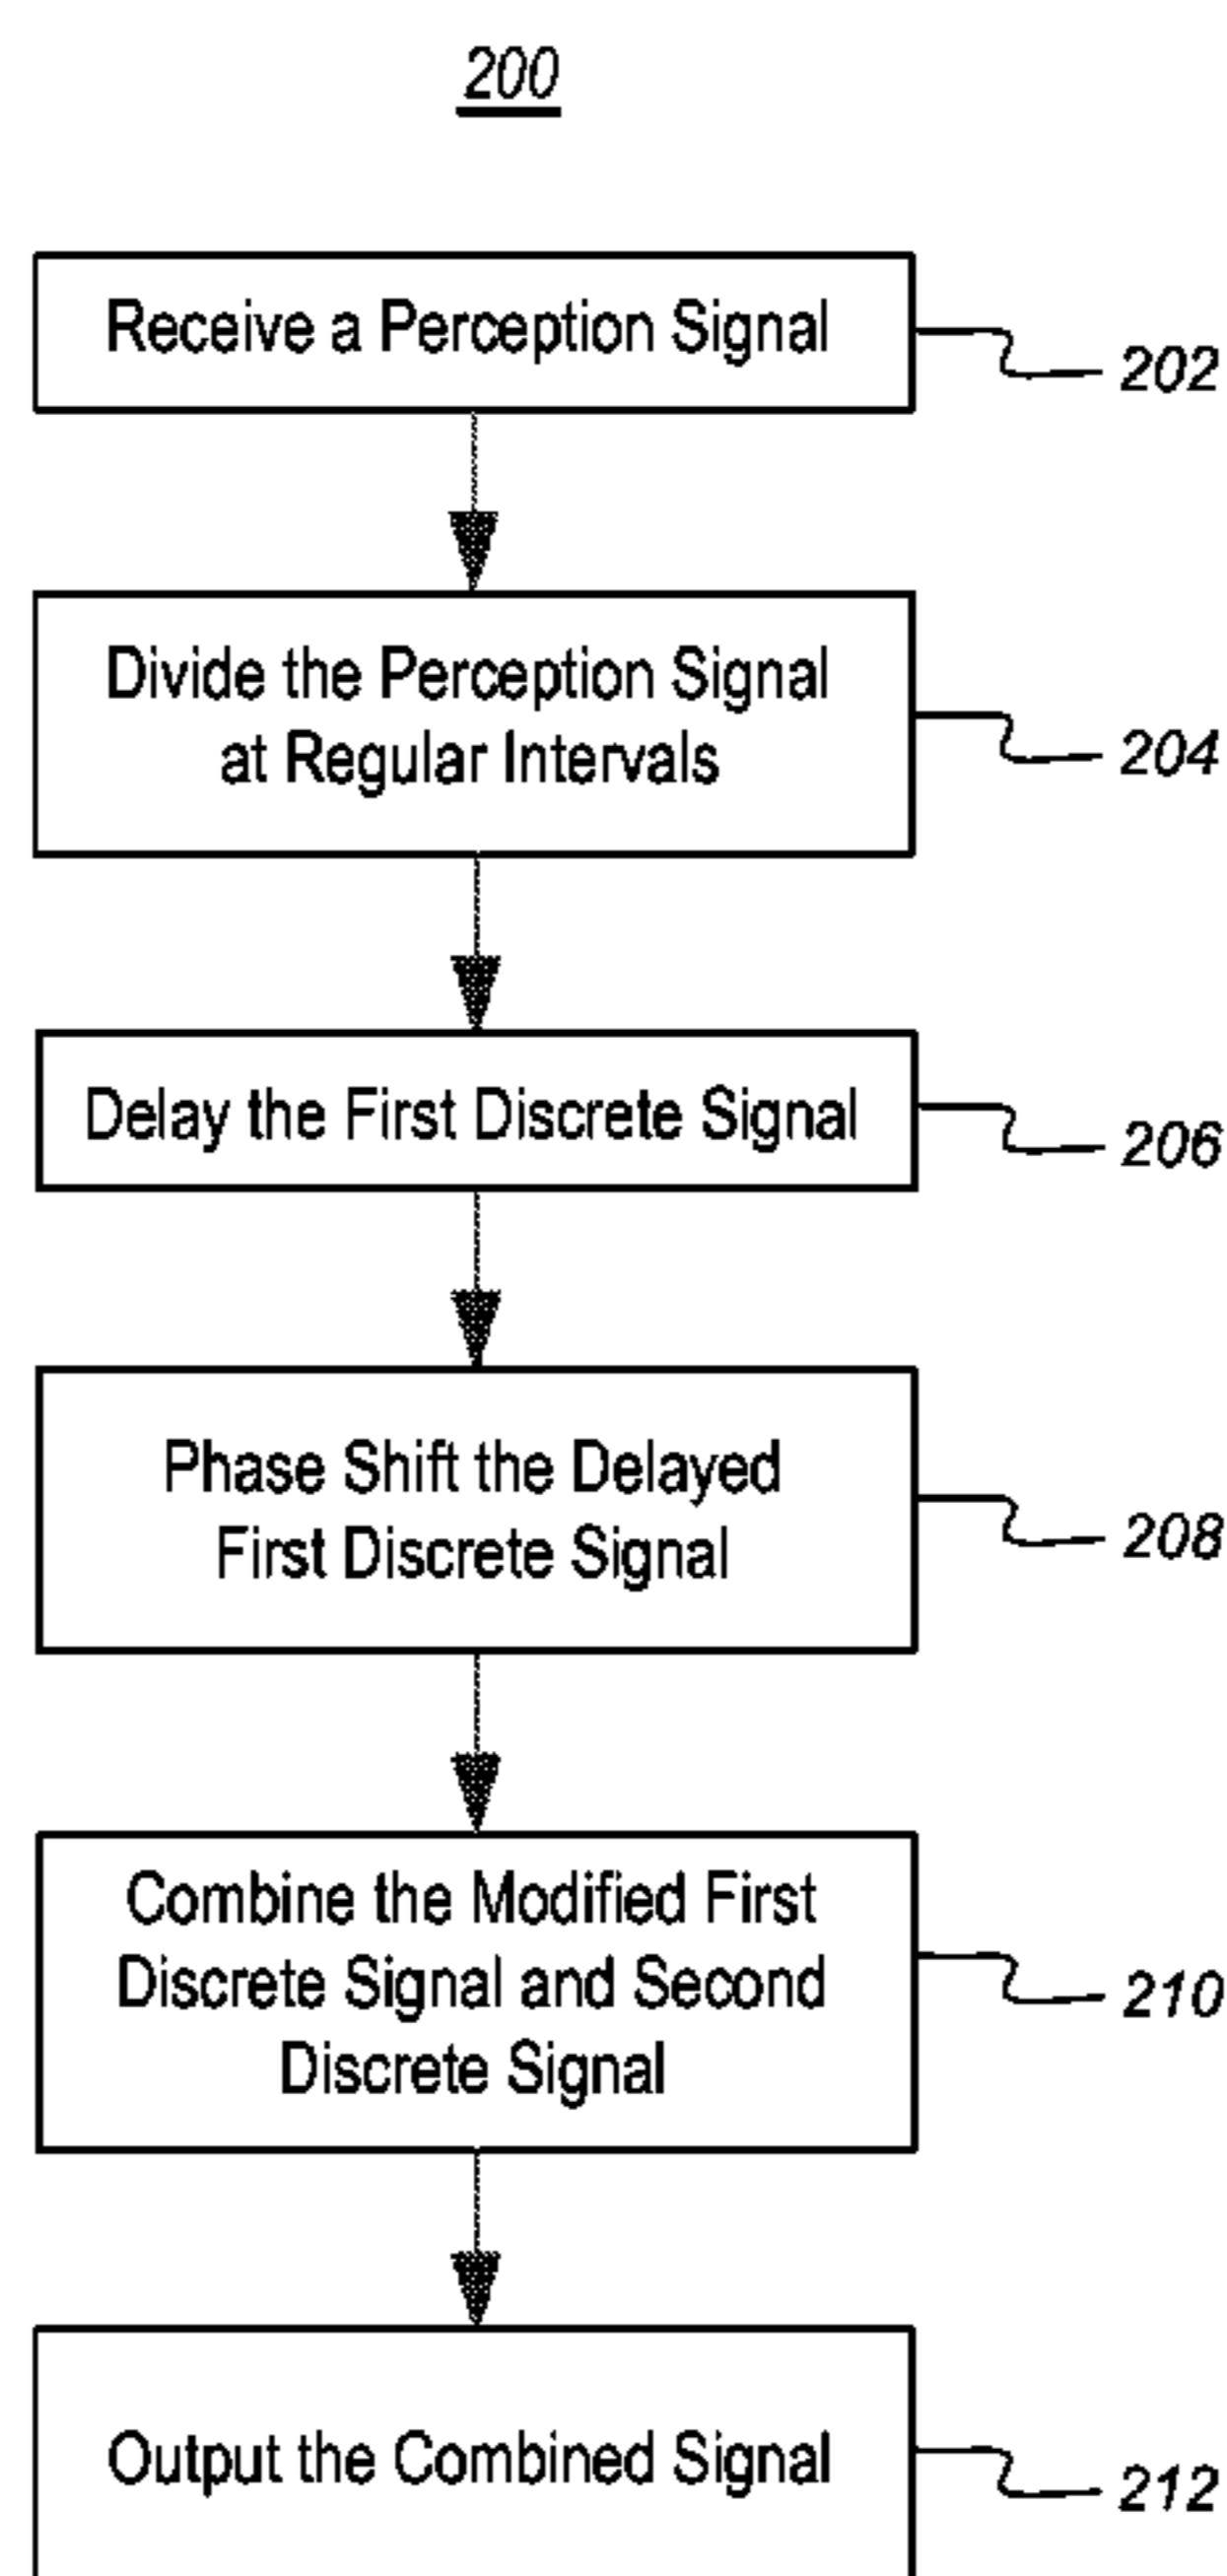 200
Receive a Perception Signal
202
Divide the Perception Signal
at Regular Intervals
204
Delay the First Discrete Signal
206
Phase Shift the Delayed
First Discrete Signal
208
Combine the Modified First
Discrete Signal and Second
Discrete Signal
210
Output the Combined Signal
212